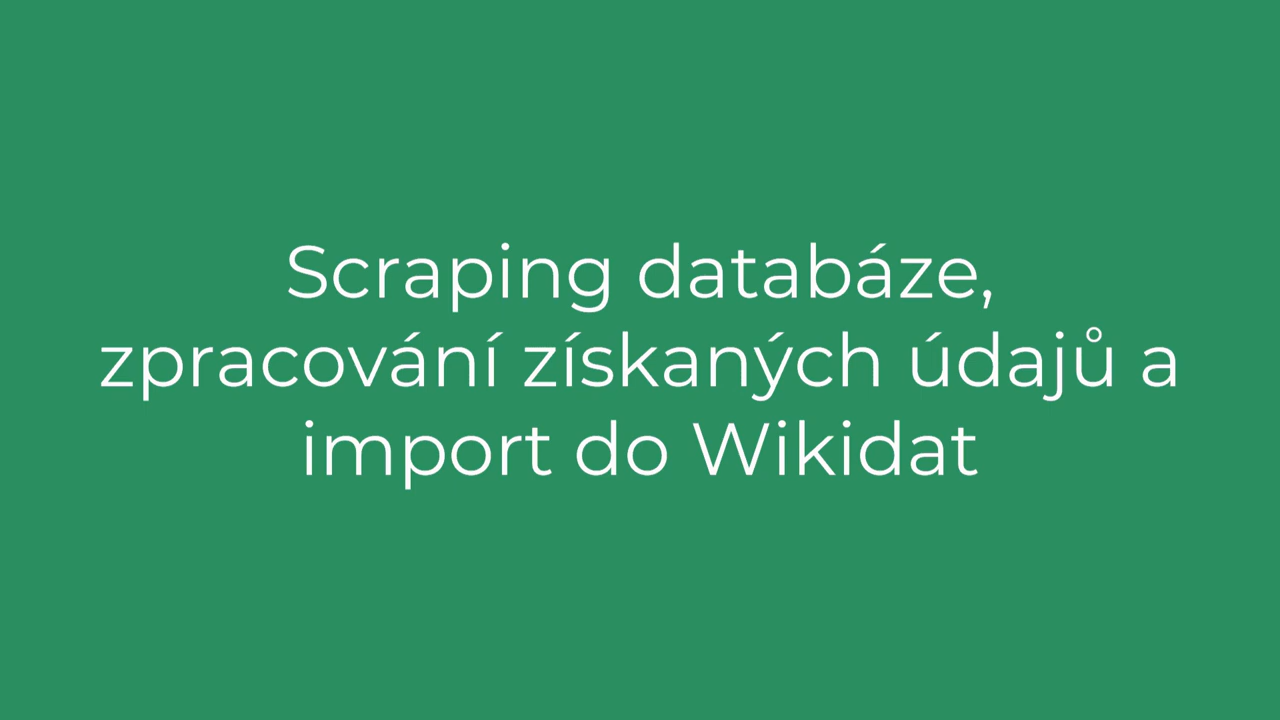 Scraping databáze,
zpracování získaných údajů a
import do Wikidat